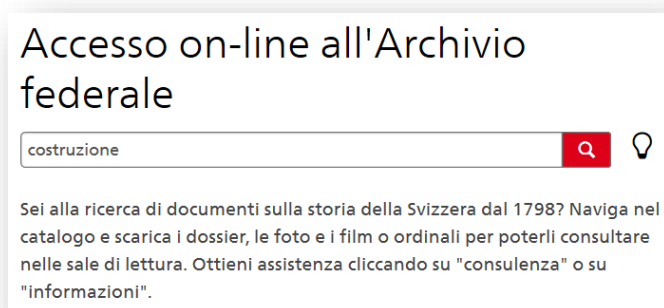 Accesso on-line all'Archivio
federale
costruzione
Sei alla ricerca di documenti sulla storia della Svizzera dal 1798? Naviga nel
catalogo e scarica i dossier, le foto e i film o ordinali per poterli consultare
nelle sale di lettura. Ottieni assistenza cliccando su "consulenza" o su
"informazioni".